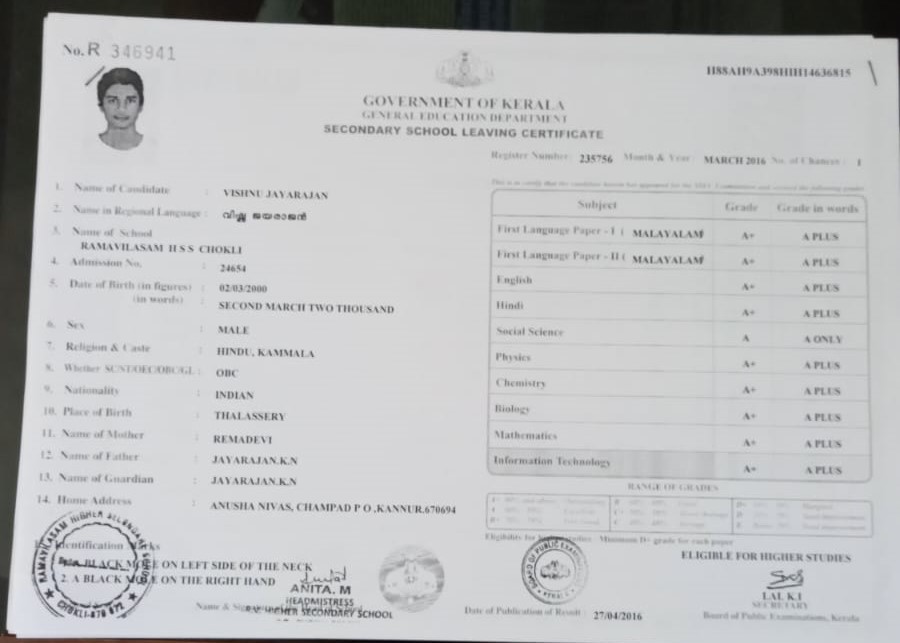 No. R 346941
H88AH9A398HIH14636815
GOVERNMENT OF KERALA
GENERAL EDUCATION DEPARTMENT
SECONDARY SCHOOL LEAVING CERTIFICATE
Register Number : 235756 Month & Year : MARCH 2016 No. of Chances : 1
1. Name of Candidate : VISHNU JAYARAJAN
2. Name in Regional Language : വിഷ്ണു ജയരാജൻ
3. Name of School :
RAMAVILASAM H S S CHOKLI
4. Admission No. : 24654
5. Date of Birth (in figures) : 02/03/2000
(in words) : SECOND MARCH TWO THOUSAND
6. Sex : MALE
7. Religion & Caste : HINDU, KAMMALA
8. Whether SC/ST/OEC/OBC/GL : OBC
9. Nationality : INDIAN
10. Place of Birth : THALASSERY
11. Name of Mother : REMADEVI
12. Name of Father : JAYARAJAN.K.N
13. Name of Guardian : JAYARAJAN.K.N
14. Home Address : ANUSHA NIVAS, CHAMPAD P O ,KANNUR.670694
Identification Marks
BLACK MOLE ON LEFT SIDE OF THE NECK
2. A BLACK MOLE ON THE RIGHT HAND
RAMAVILASAM HIGHER SECONDARY SCHOOL
CHOKLI-670 672
ANITA. M
HEADMISTRESS
HIGHER SECONDARY SCHOOL
Name &
Subject Grade Grade in words
First Language Paper - I ( MALAYALAM A+ A PLUS
First Language Paper - II ( MALAYALAM A+ A PLUS
English A+ A PLUS
Hindi A+ A PLUS
Social Science A A ONLY
Physics A+ A PLUS
Chemistry A+ A PLUS
Biology A+ A PLUS
Mathematics A+ A PLUS
Information Technology A+ A PLUS
RANGE OF GRADES
Eligibility for higher studies - Minimum D+ grade for each paper
ELIGIBLE FOR HIGHER STUDIES
BOARD OF PUBLIC EXAM
KERALA
LAL K.I
SECRETARY
Date of Publication of Result : 27/04/2016
Board of Public Examinations, Kerala